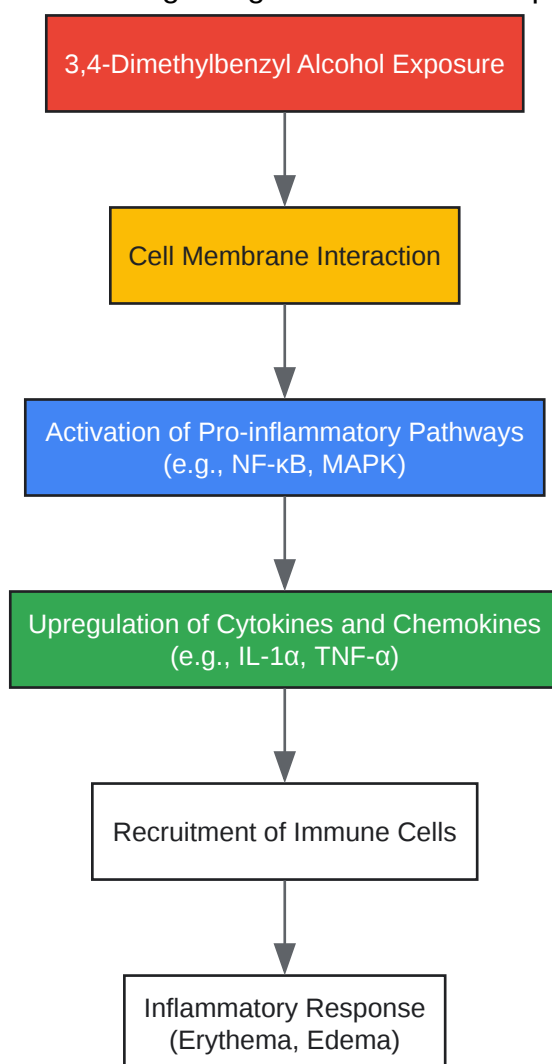 3,4-Dimethylbenzyl Alcohol Exposure
Cell Membrane Interaction
Activation of Pro-inflammatory Pathways
(e.g., NF-κB, MAPK)
Upregulation of Cytokines and Chemokines
(e.g., IL-1α, TNF-α)
Recruitment of Immune Cells
Inflammatory Response
(Erythema, Edema)